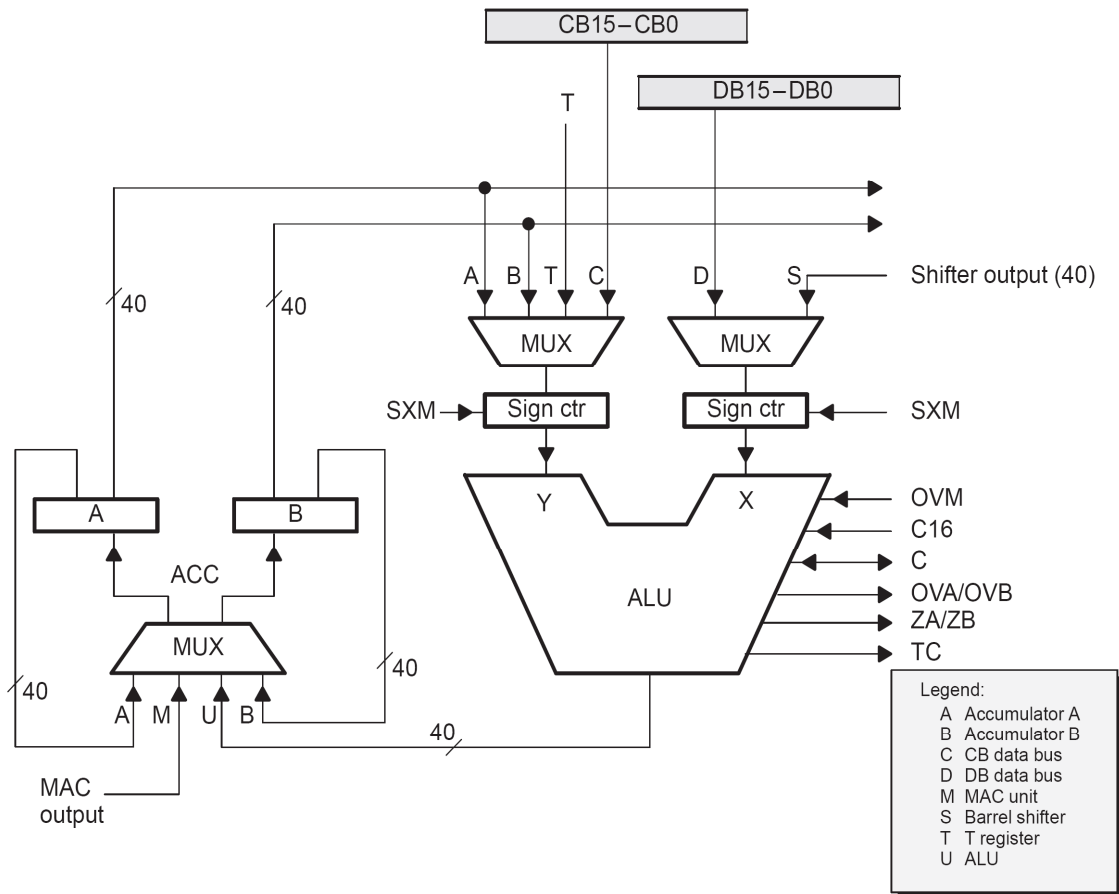 CB15–CB0
DB15–DB0
T
A B T C
D S
Shifter output (40)
40
40
MUX
MUX
SXM
Sign ctr
Sign ctr
SXM
Y
X
OVM
A
B
C16
ACC
C
ALU
OVA/OVB
ZA/ZB
MUX
TC
40
40
A M U B
40
MAC
output
Legend:
A Accumulator A
B Accumulator B
C CB data bus
D DB data bus
M MAC unit
S Barrel shifter
T T register
U ALU